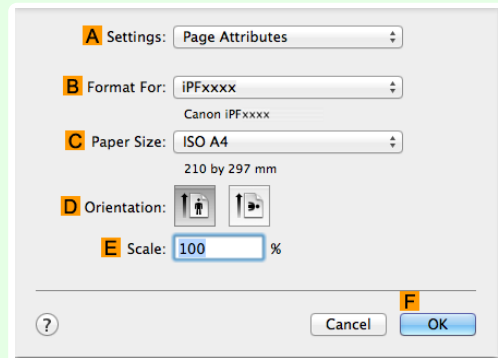 A Settings: Page Attributes
B Format For: iPFxxxx
Canon iPFxxxx
C Paper Size: ISO A4
210 by 297 mm
D Orientation:
E Scale: 100 %
F
? Cancel OK